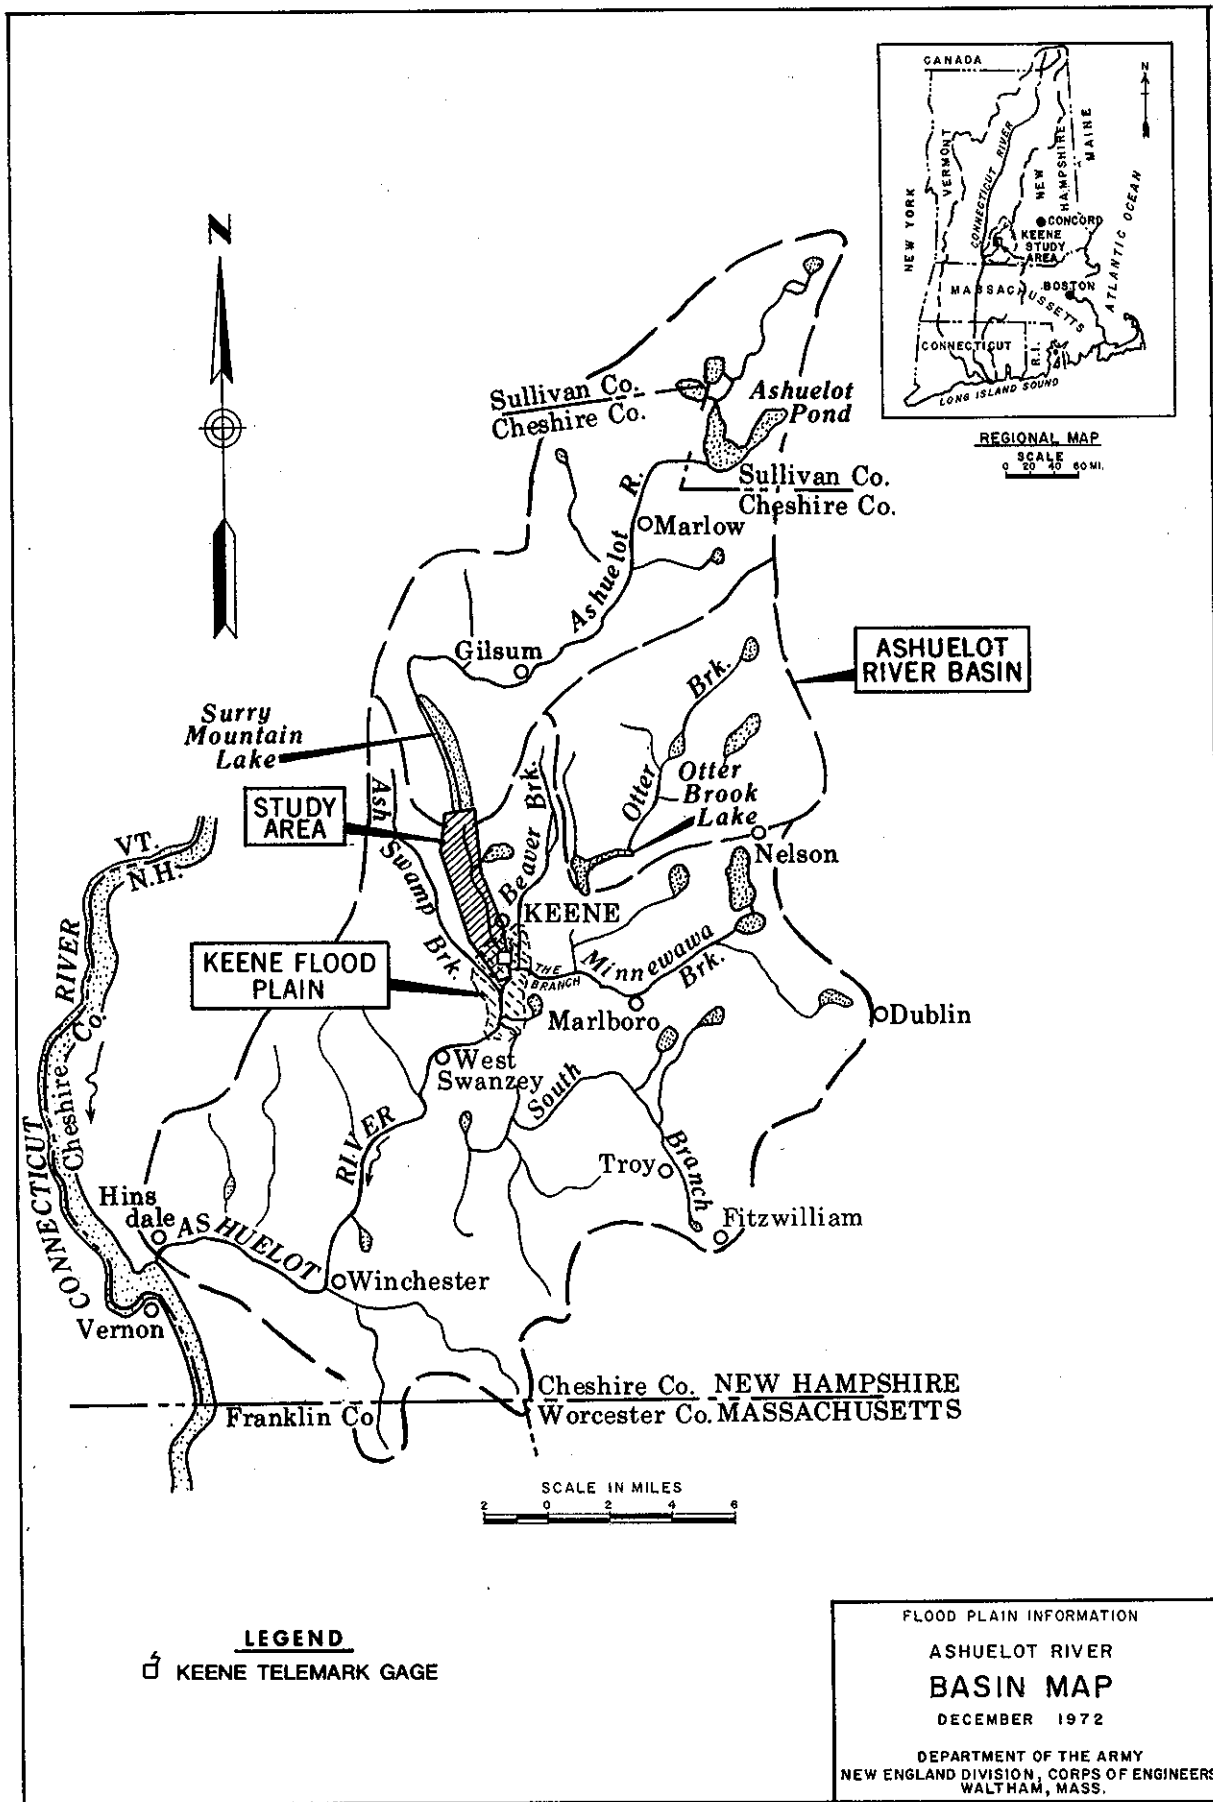 CANADA
N
VERMONT
CONNECTICUT RIVER
NEW
HAMPSHIRE
MAINE
NEW YORK
CONCORD
KEENE
STUDY
AREA
ATLANTIC OCEAN
MASSACHUSSETTS
BOSTON
CONNECTICUT
R.I.
LONG ISLAND SOUND
REGIONAL MAP
SCALE
0 20 40 60 MI.
N
Sullivan Co.
Cheshire Co.
Ashuelot
Pond
Sullivan Co.
Cheshire Co.
Ashuelot R.
Marlow
Gilsum
ASHUELOT
RIVER BASIN
Surry
Mountain
Lake
Otter Brk.
Otter
Brook
Lake
STUDY
AREA
Ash Swamp Brk.
Beaver Brk.
Nelson
VT.
N.H.
KEENE
KEENE FLOOD
PLAIN
THE
BRANCH
Minnewawa
Brk.
Marlboro
Dublin
CONNECTICUT RIVER
Cheshire Co.
West
Swanzey
South Branch
Troy
Fitzwilliam
Hins
dale
ASHUELOT RIVER
Winchester
Vernon
Cheshire Co. NEW HAMPSHIRE
Worcester Co. MASSACHUSETTS
Franklin Co
SCALE IN MILES
2 0 2 4 6
LEGEND
KEENE TELEMARK GAGE
FLOOD PLAIN INFORMATION
ASHUELOT RIVER
BASIN MAP
DECEMBER 1972
DEPARTMENT OF THE ARMY
NEW ENGLAND DIVISION, CORPS OF ENGINEERS
WALTHAM, MASS.